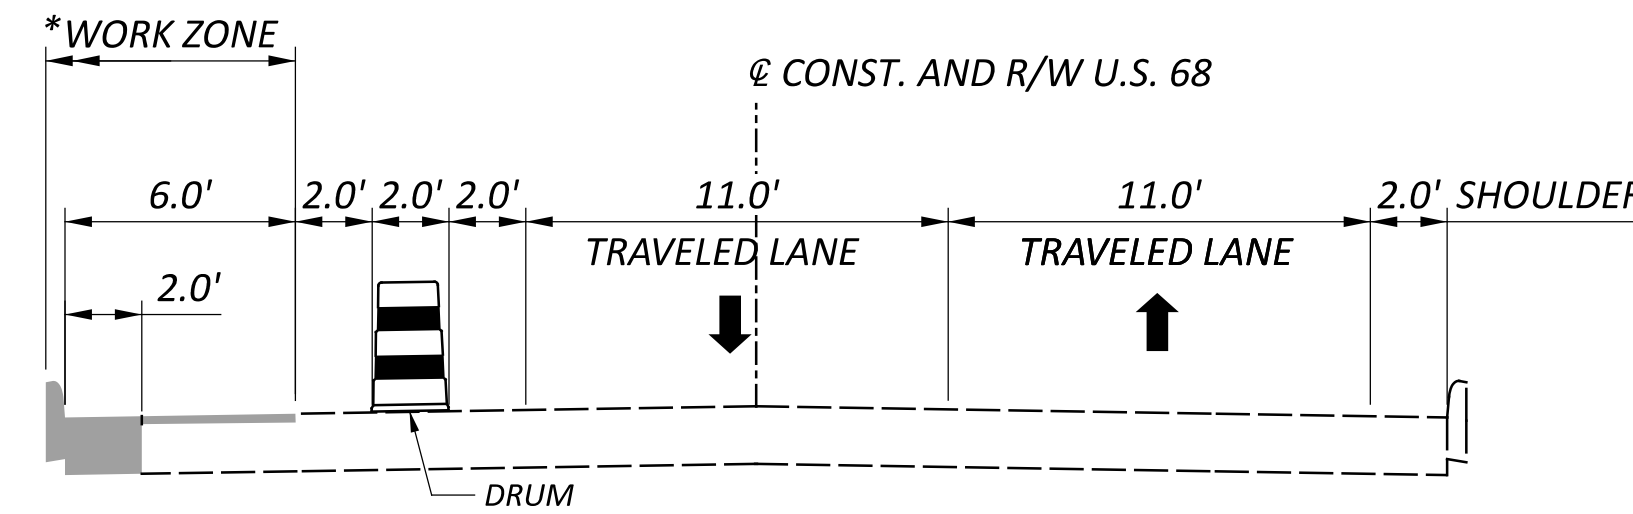 *WORK ZONE
℄ CONST. AND R/W U.S. 68
6.0' 2.0' 2.0' 2.0' 11.0' 11.0' 2.0' SHOULDER
TRAVELED LANE TRAVELED LANE
2.0'
DRUM